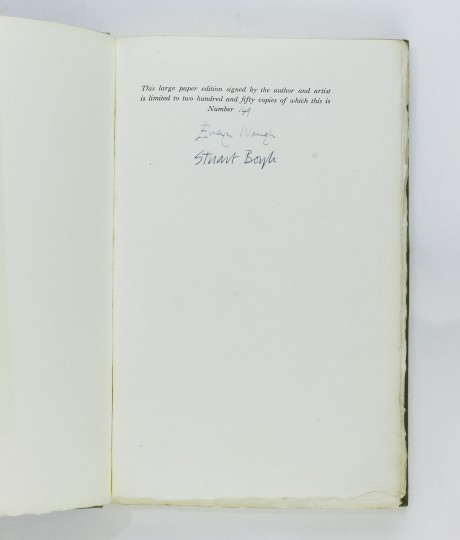 This large paper edition signed by the author and artist
is limited to two hundred and fifty copies of which this is
Number 149
Evelyn Waugh
Stuart Boyle